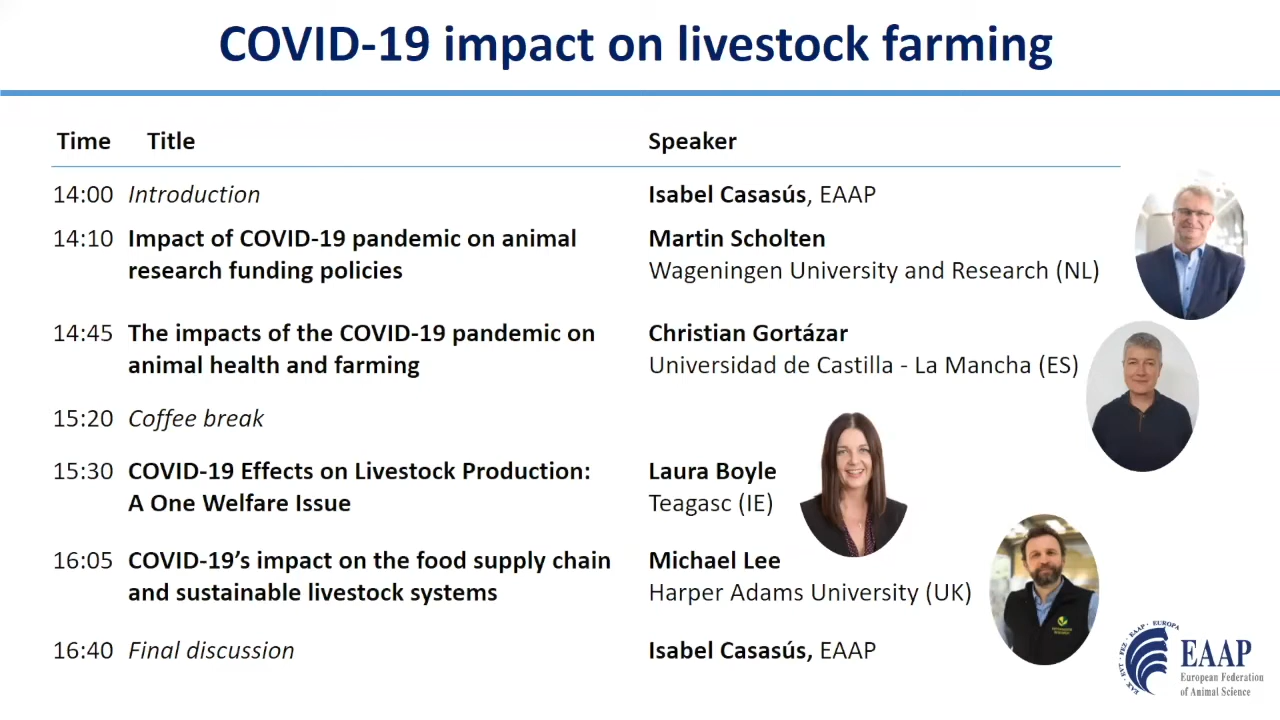 COVID-19 impact on livestock farming
Time Title Speaker
14:00 Introduction Isabel Casasús, EAAP
14:10 Impact of COVID-19 pandemic on animal Martin Scholten
research funding policies Wageningen University and Research (NL)
14:45 The impacts of the COVID-19 pandemic on Christian Gortázar
animal health and farming Universidad de Castilla - La Mancha (ES)
15:20 Coffee break
15:30 COVID-19 Effects on Livestock Production: Laura Boyle
A One Welfare Issue Teagasc (IE)
16:05 COVID-19’s impact on the food supply chain Michael Lee
and sustainable livestock systems Harper Adams University (UK)
16:40 Final discussion Isabel Casasús, EAAP
EAAP
European Federation
of Animal Science